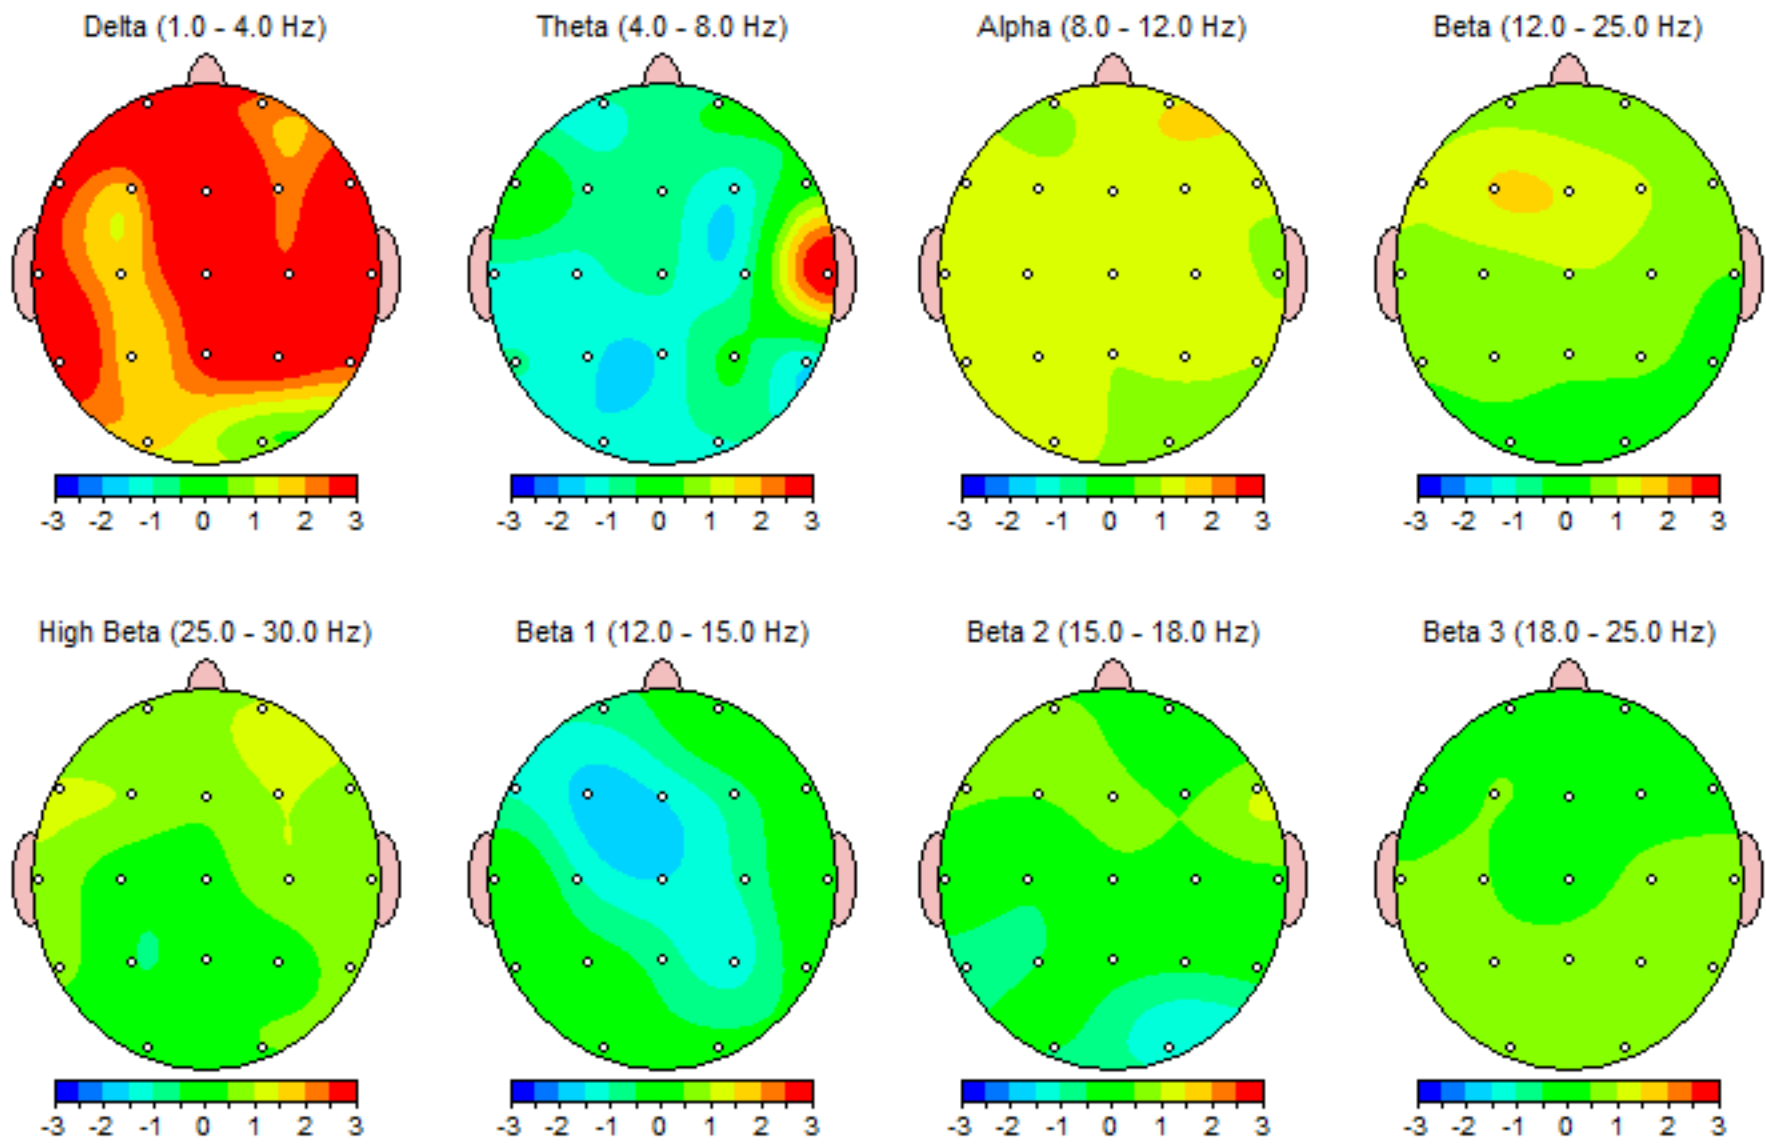 Delta (1.0 - 4.0 Hz)
Theta (4.0 - 8.0 Hz)
Alpha (8.0 - 12.0 Hz)
Beta (12.0 - 25.0 Hz)
-3 -2 -1 0 1 2 3
-3 -2 -1 0 1 2 3
-3 -2 -1 0 1 2 3
-3 -2 -1 0 1 2 3
High Beta (25.0 - 30.0 Hz)
Beta 1 (12.0 - 15.0 Hz)
Beta 2 (15.0 - 18.0 Hz)
Beta 3 (18.0 - 25.0 Hz)
-3 -2 -1 0 1 2 3
-3 -2 -1 0 1 2 3
-3 -2 -1 0 1 2 3
-3 -2 -1 0 1 2 3